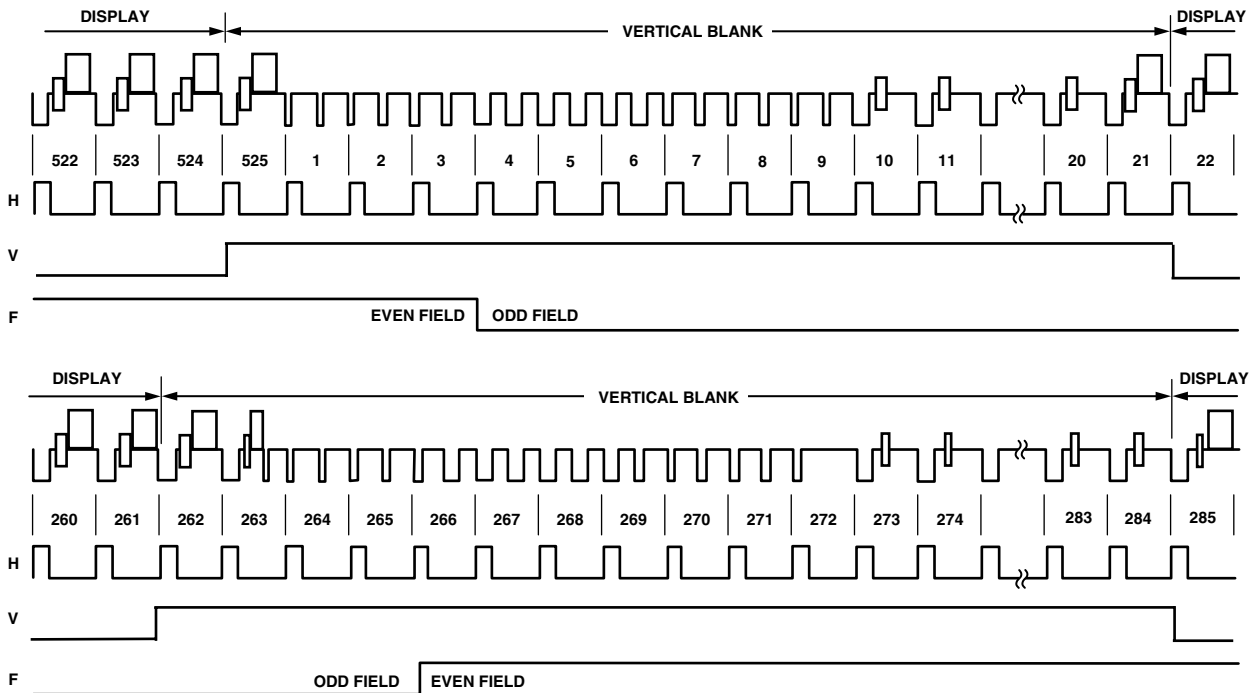 DISPLAY VERTICAL BLANK DISPLAY
522 523 524 525 1 2 3 4 5 6 7 8 9 10 11 20 21 22
H
V
F EVEN FIELD ODD FIELD
DISPLAY VERTICAL BLANK DISPLAY
260 261 262 263 264 265 266 267 268 269 270 271 272 273 274 283 284 285
H
V
F ODD FIELD EVEN FIELD